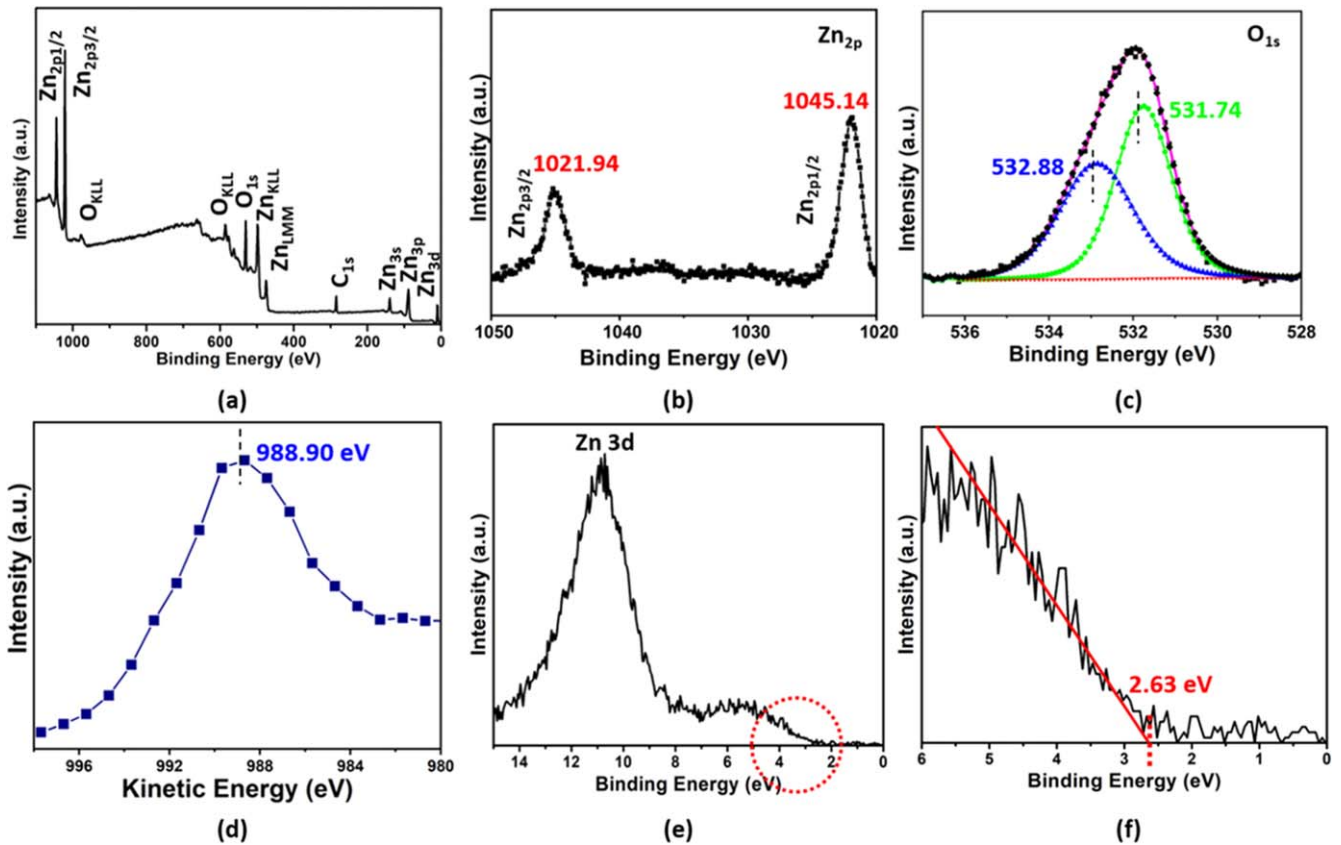 Intensity (a.u.)
Zn2p1/2
Zn2p3/2
OKLL
OKLL
O1s
ZnKLL
ZnLMM
C1s
Zn3s
Zn3p
Zn3d
1000 800 600 400 200 0
Binding Energy (eV)
(a)
Intensity (a.u.)
Zn2p
1045.14
1021.94
Zn2p3/2
Zn2p1/2
1050 1040 1030 1020
Binding Energy (eV)
(b)
Intensity (a.u.)
O1s
531.74
532.88
536 534 532 530 528
Binding Energy (eV)
(c)
Intensity (a.u.)
988.90 eV
996 992 988 984 980
Kinetic Energy (eV)
(d)
Intensity (a.u.)
Zn 3d
14 12 10 8 6 4 2 0
Binding Energy (eV)
(e)
Intensity (a.u.)
2.63 eV
6 5 4 3 2 1 0
Binding Energy (eV)
(f)